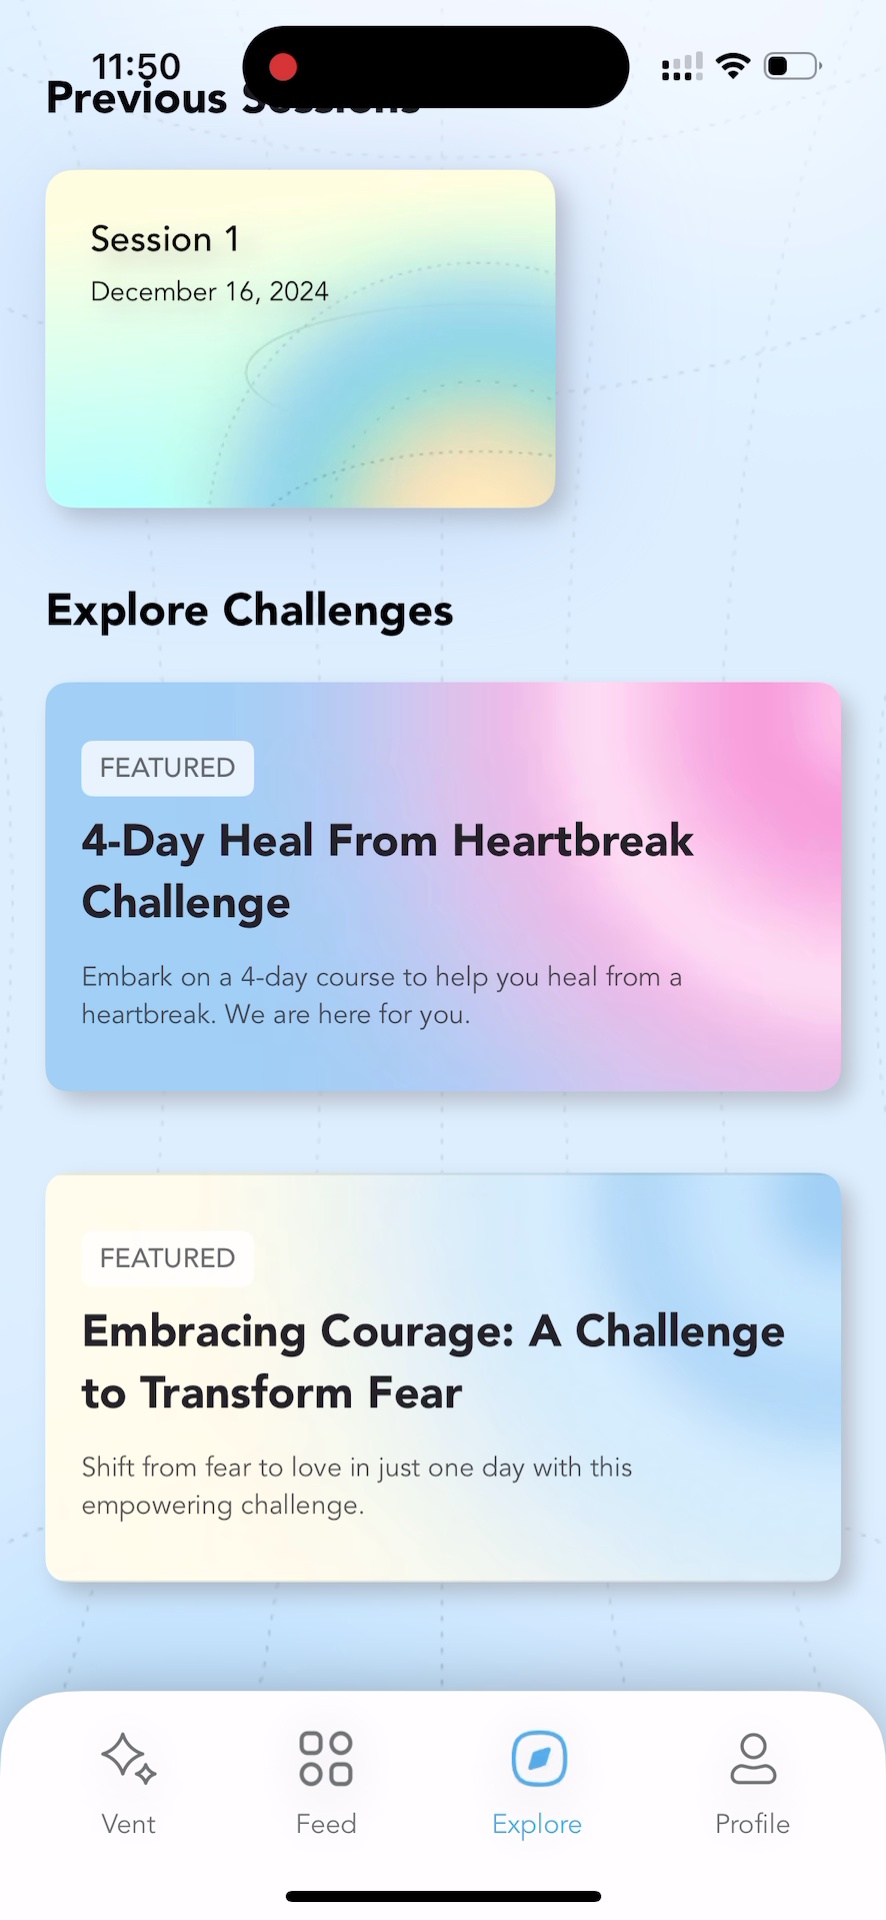 11:50
Previous Sessions
Session 1
December 16, 2024
Explore Challenges
FEATURED
4-Day Heal From Heartbreak
Challenge
Embark on a 4-day course to help you heal from a
heartbreak. We are here for you.
FEATURED
Embracing Courage: A Challenge
to Transform Fear
Shift from fear to love in just one day with this
empowering challenge.
Vent
Feed
Explore
Profile